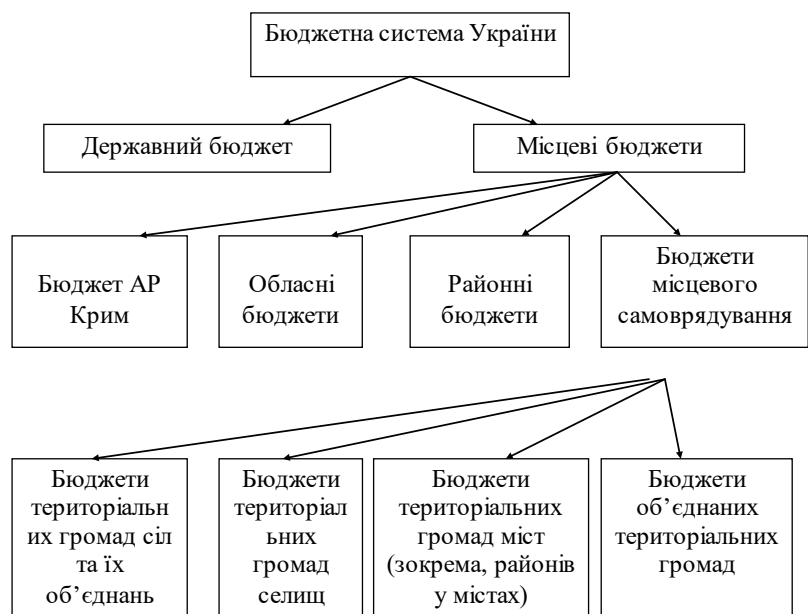 Бюджетна система України
Державний бюджет
Місцеві бюджети
Бюджет АР
Крим
Обласні
бюджети
Районні
бюджети
Бюджети
місцевого
самоврядування
Бюджети
територіальн
их громад сіл
та їх
об’єднань
Бюджети
територіал
ьних
громад
селищ
Бюджети
територіальних
громад міст
(зокрема, районів
у містах)
Бюджети
об’єднаних
територіальних
громад